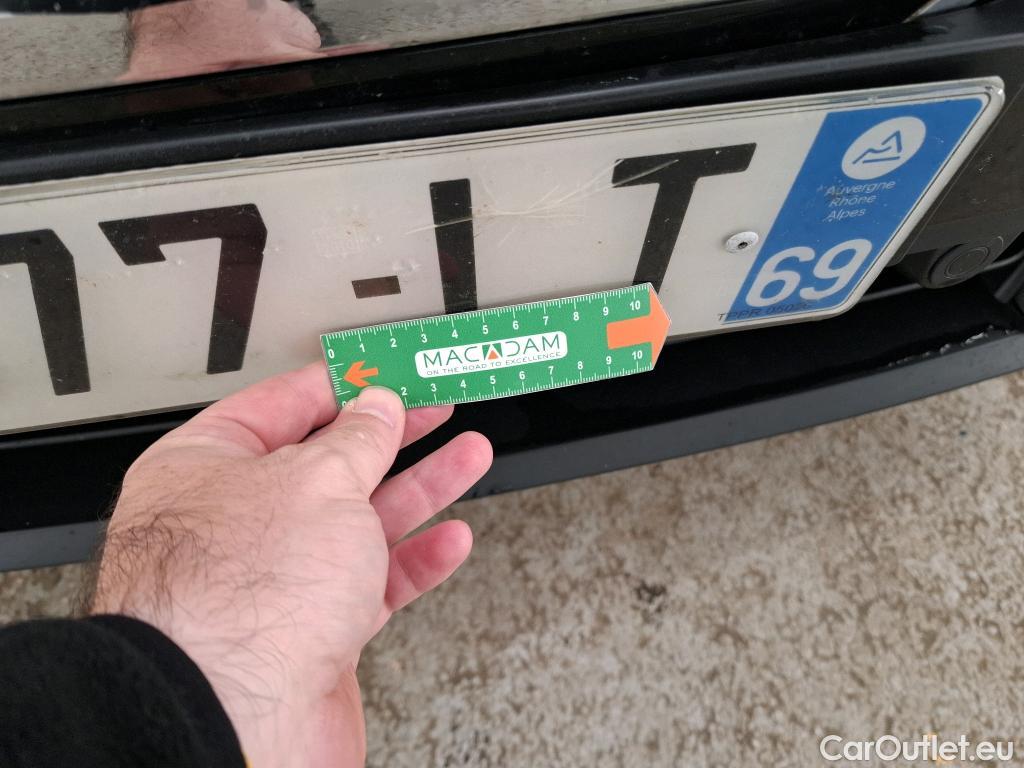 77-LT
Auvergne
Rhône
Alpes
69
0 1 2 3 4 5 6 7 8 9 10
MACADAM
ON THE ROAD TO EXCELLENCE
0 2 3 4 5 6 7 8 9 10
CarOutlet.eu